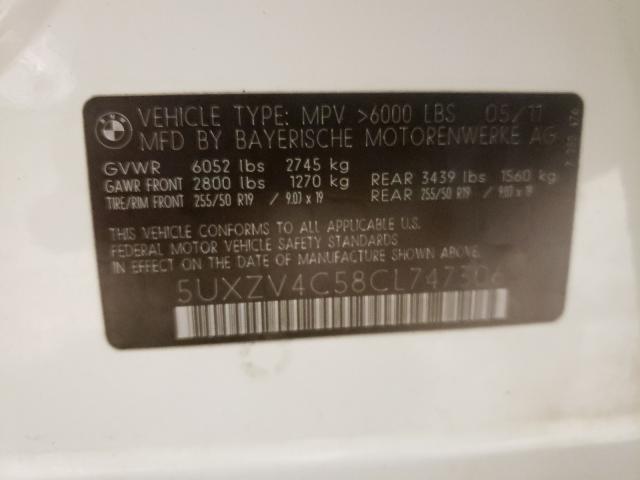 BMW
VEHICLE TYPE: MPV >6000 LBS 05/11
MFD BY BAYERISCHE MOTORENWERKE AG
GVWR 6052 lbs 2745 kg
GAWR FRONT 2800 lbs 1270 kg REAR 3439 lbs 1560 kg
TIRE/RIM FRONT 255/50 R19 / 9.0J x 19 REAR 255/50 R19 / 9.0J x 19
THIS VEHICLE CONFORMS TO ALL APPLICABLE U.S.
FEDERAL MOTOR VEHICLE SAFETY STANDARDS
IN EFFECT ON THE DATE OF MANUFACTURE SHOWN ABOVE.
5UXZV4C58CL747306